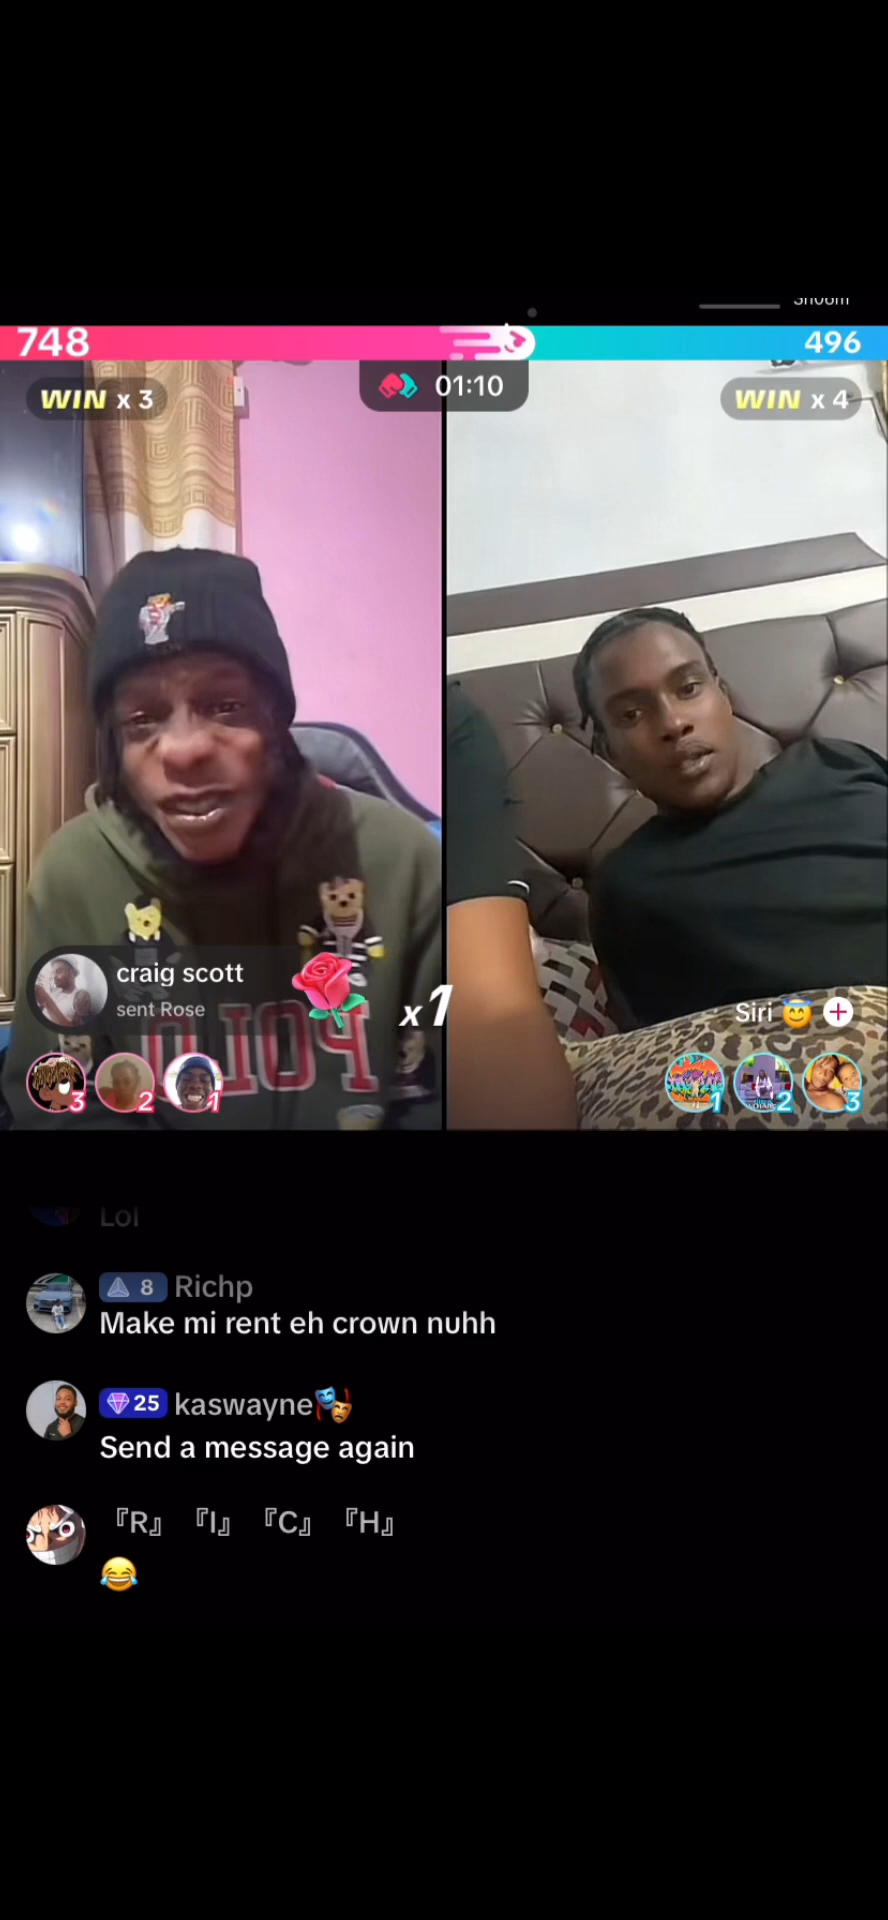 748
496
WIN x 3
01:10
WIN x 4
craig scott
sent Rose
x1
POLO
Siri 😇 +
3
2
1
1
2
3
Lol
8 Richp
Make mi rent eh crown nuhh
25 kaswayne🎭
Send a message again
『R』 『I』 『C』 『H』
😂